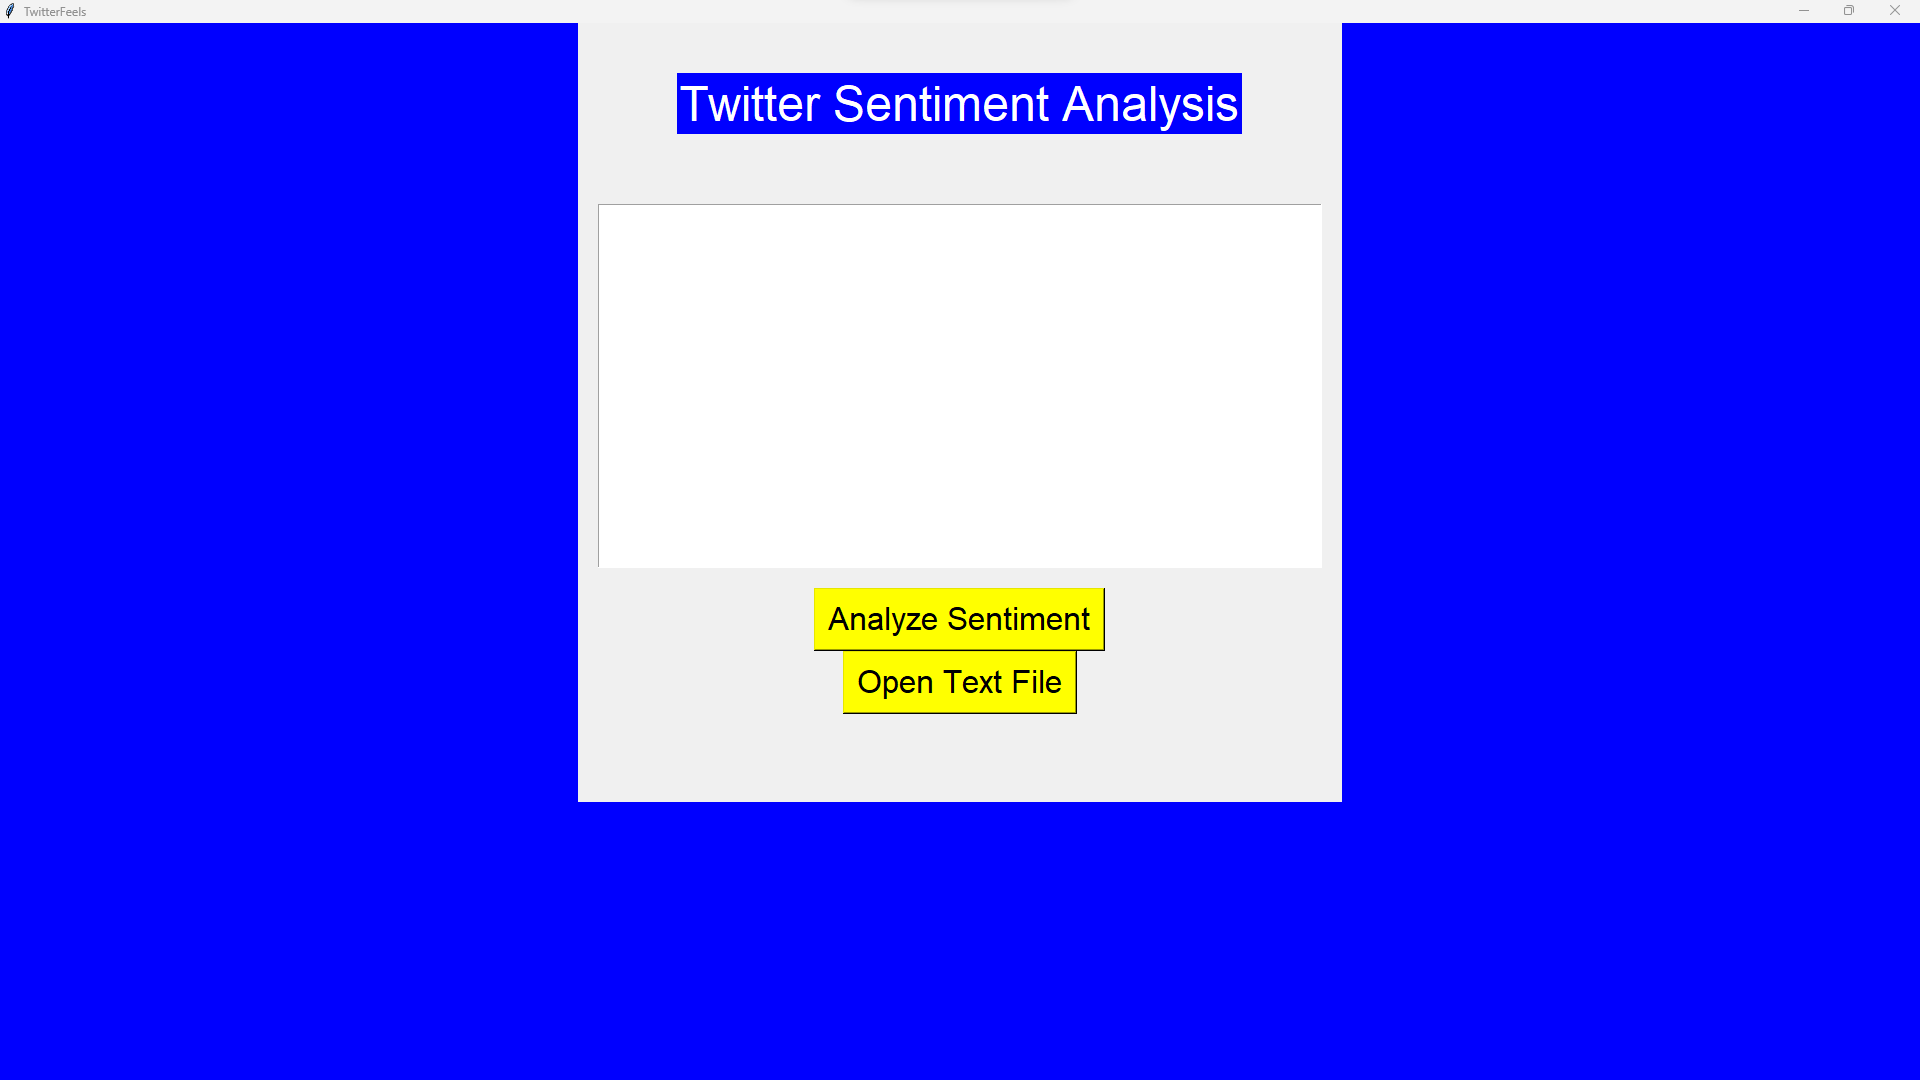 TwitterFeels
Twitter Sentiment Analysis
Analyze Sentiment
Open Text File